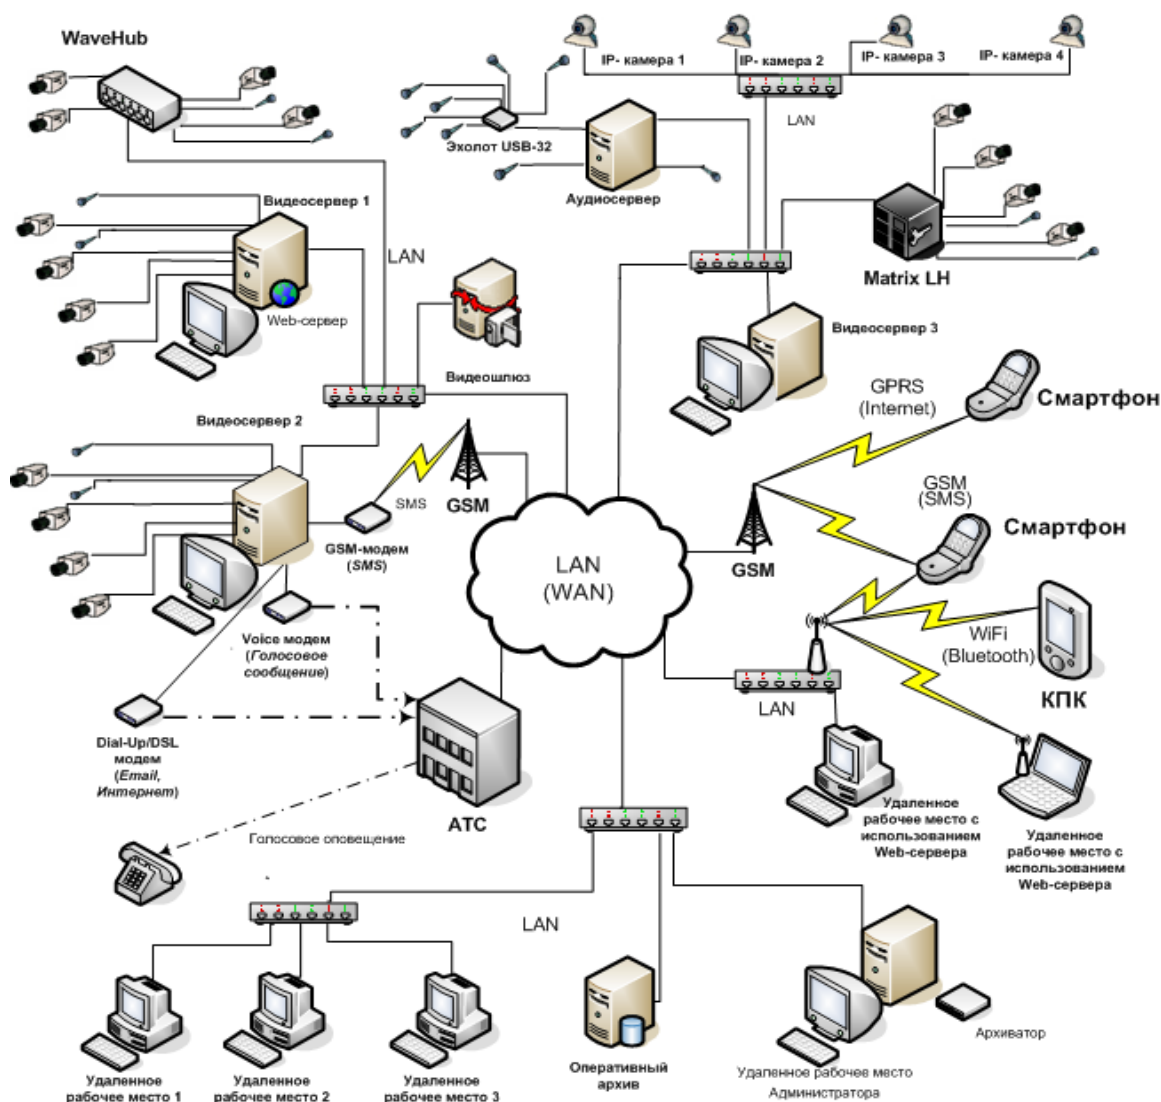 WaveHub
IP- камера 1
IP- камера 2
IP- камера 3
IP- камера 4
LAN
Эхолот USB-32
Аудиосервер
Matrix LH
Видеосервер 1
LAN
Web-сервер
Видеошлюз
Видеосервер 3
GPRS
(Internet)
Смартфон
Видеосервер 2
SMS
GSM
GSM-модем
(SMS)
GSM
(SMS)
Смартфон
GSM
LAN
(WAN)
Voice модем
(Голосовое
сообщение)
WiFi
(Bluetooth)
КПК
LAN
Dial-Up/DSL
модем
(Email,
Интернет)
АТС
Голосовое оповещение
Удаленное
рабочее место с
использованием
Web-сервера
Удаленное
рабочее место с
использованием
Web-сервера
LAN
Архиватор
Удаленное
рабочее место 1
Удаленное
рабочее место 2
Удаленное
рабочее место 3
Оперативный
архив
Удаленное рабочее место
Администратора